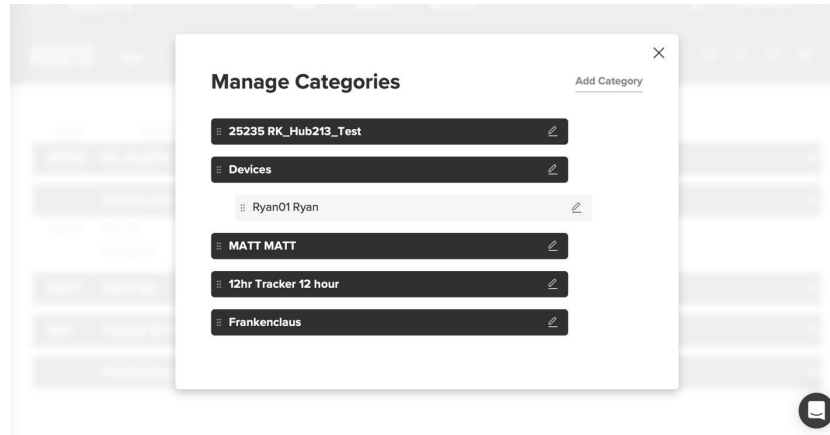 Manage Categories
Add Category
25235 RK_Hub213_Test
Devices
Ryan01 Ryan
MATT MATT
12hr Tracker 12 hour
Frankenclaus